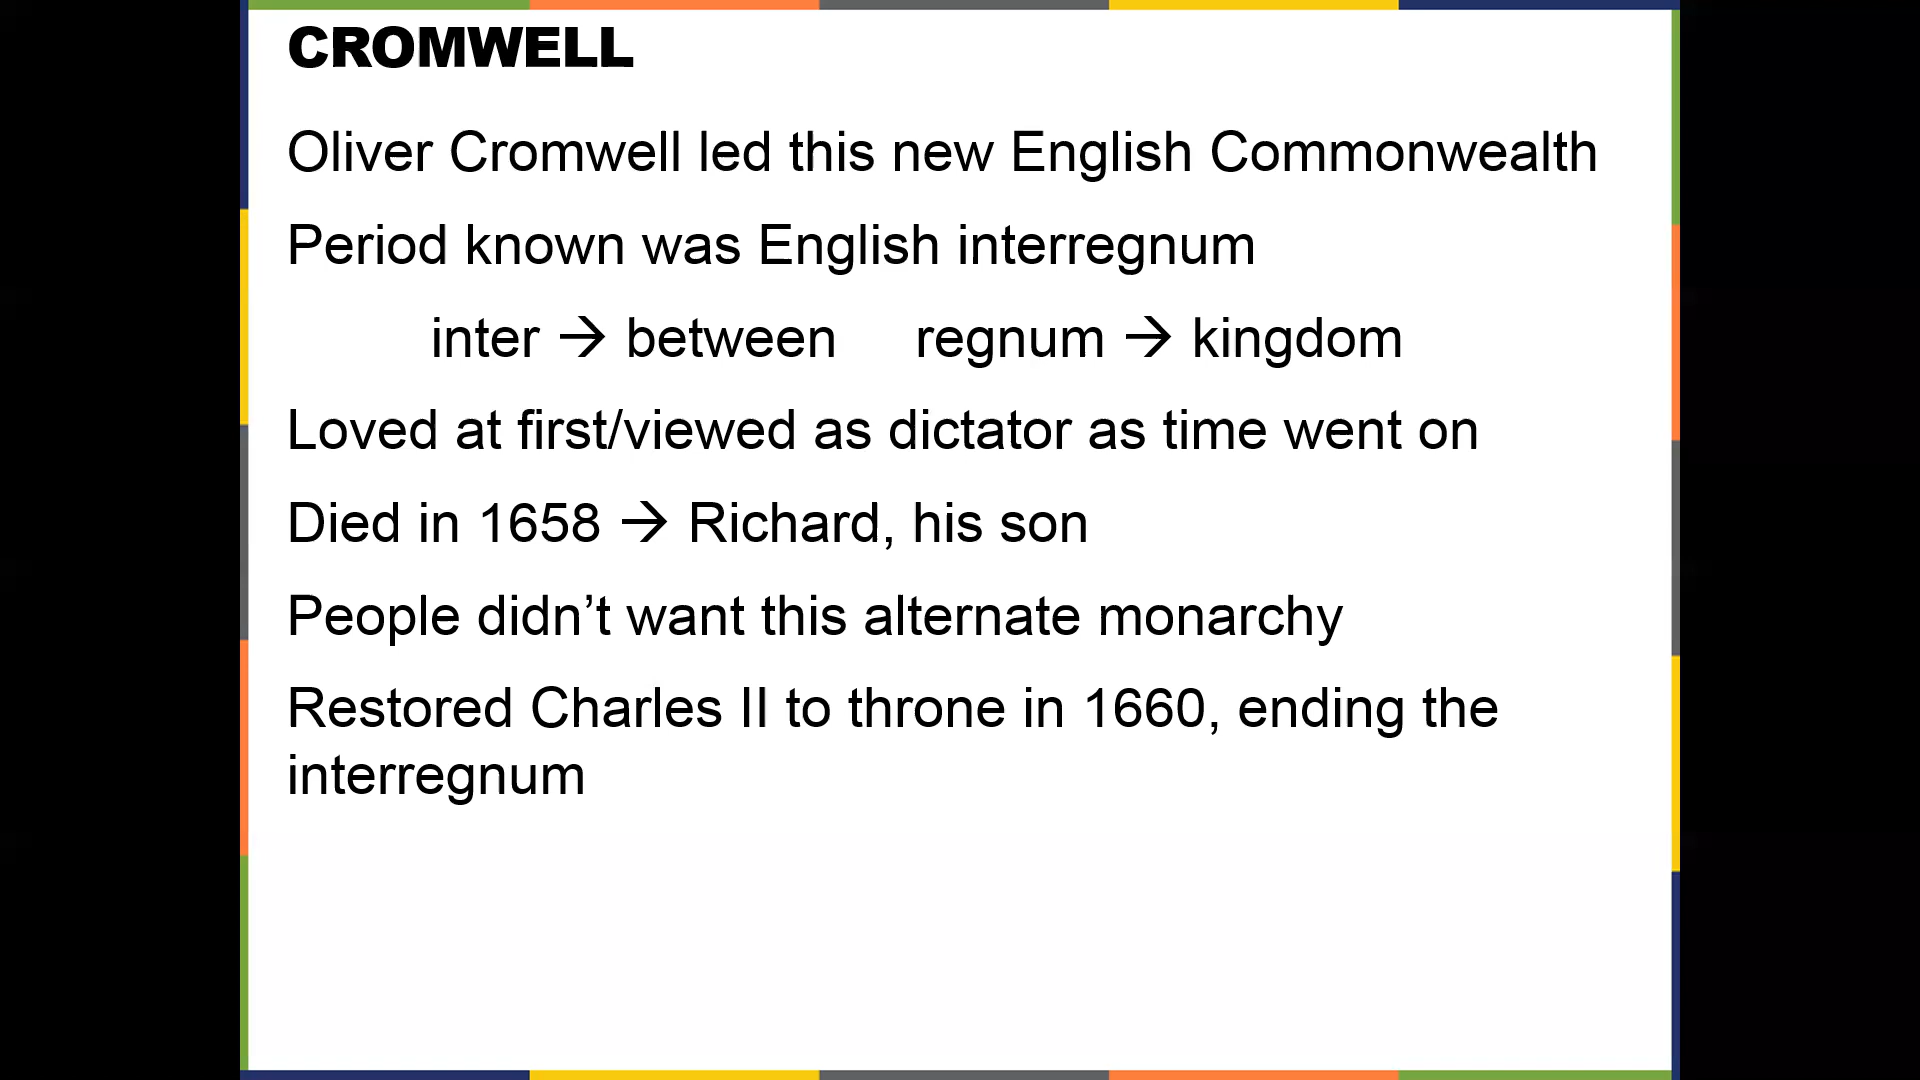 CROMWELL
Oliver Cromwell led this new English Commonwealth
Period known was English interregnum
inter → between regnum → kingdom
Loved at first/viewed as dictator as time went on
Died in 1658 → Richard, his son
People didn’t want this alternate monarchy
Restored Charles II to throne in 1660, ending the
interregnum